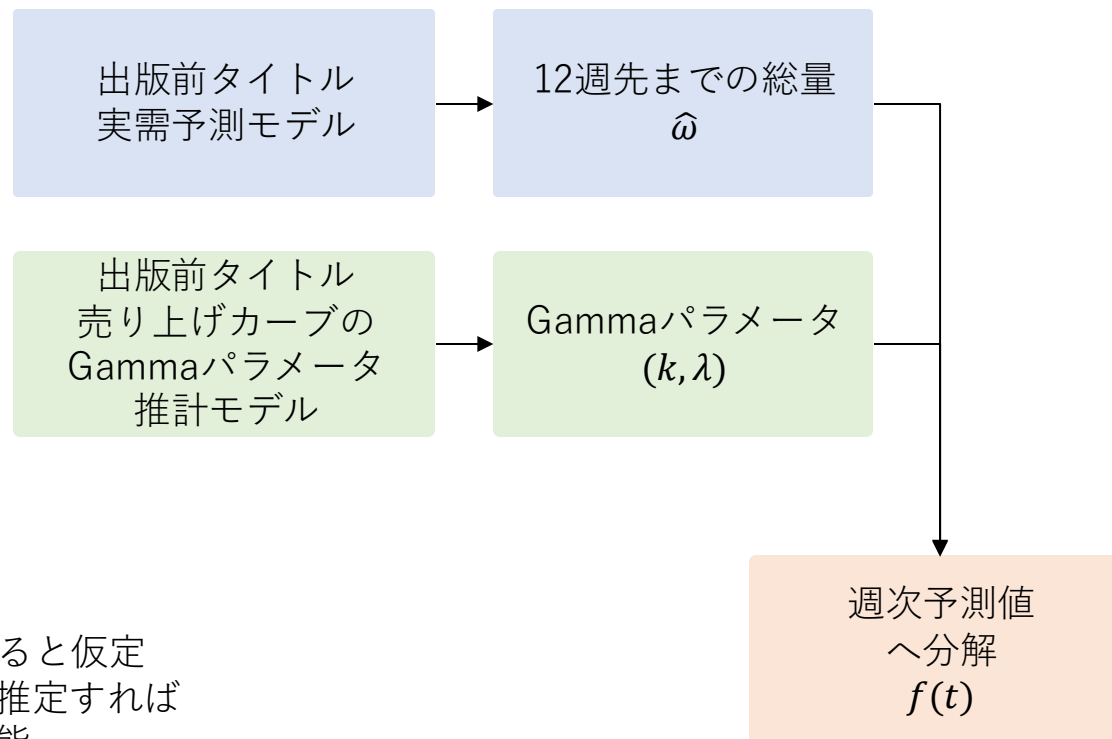 出版前タイトル
実需予測モデル
12週先までの総量
ω̂
出版前タイトル
売り上げカーブの
Gammaパラメータ
推計モデル
Gammaパラメータ
(k, λ)
ると仮定
推定すれば
能
週次予測値
へ分解
f(t)